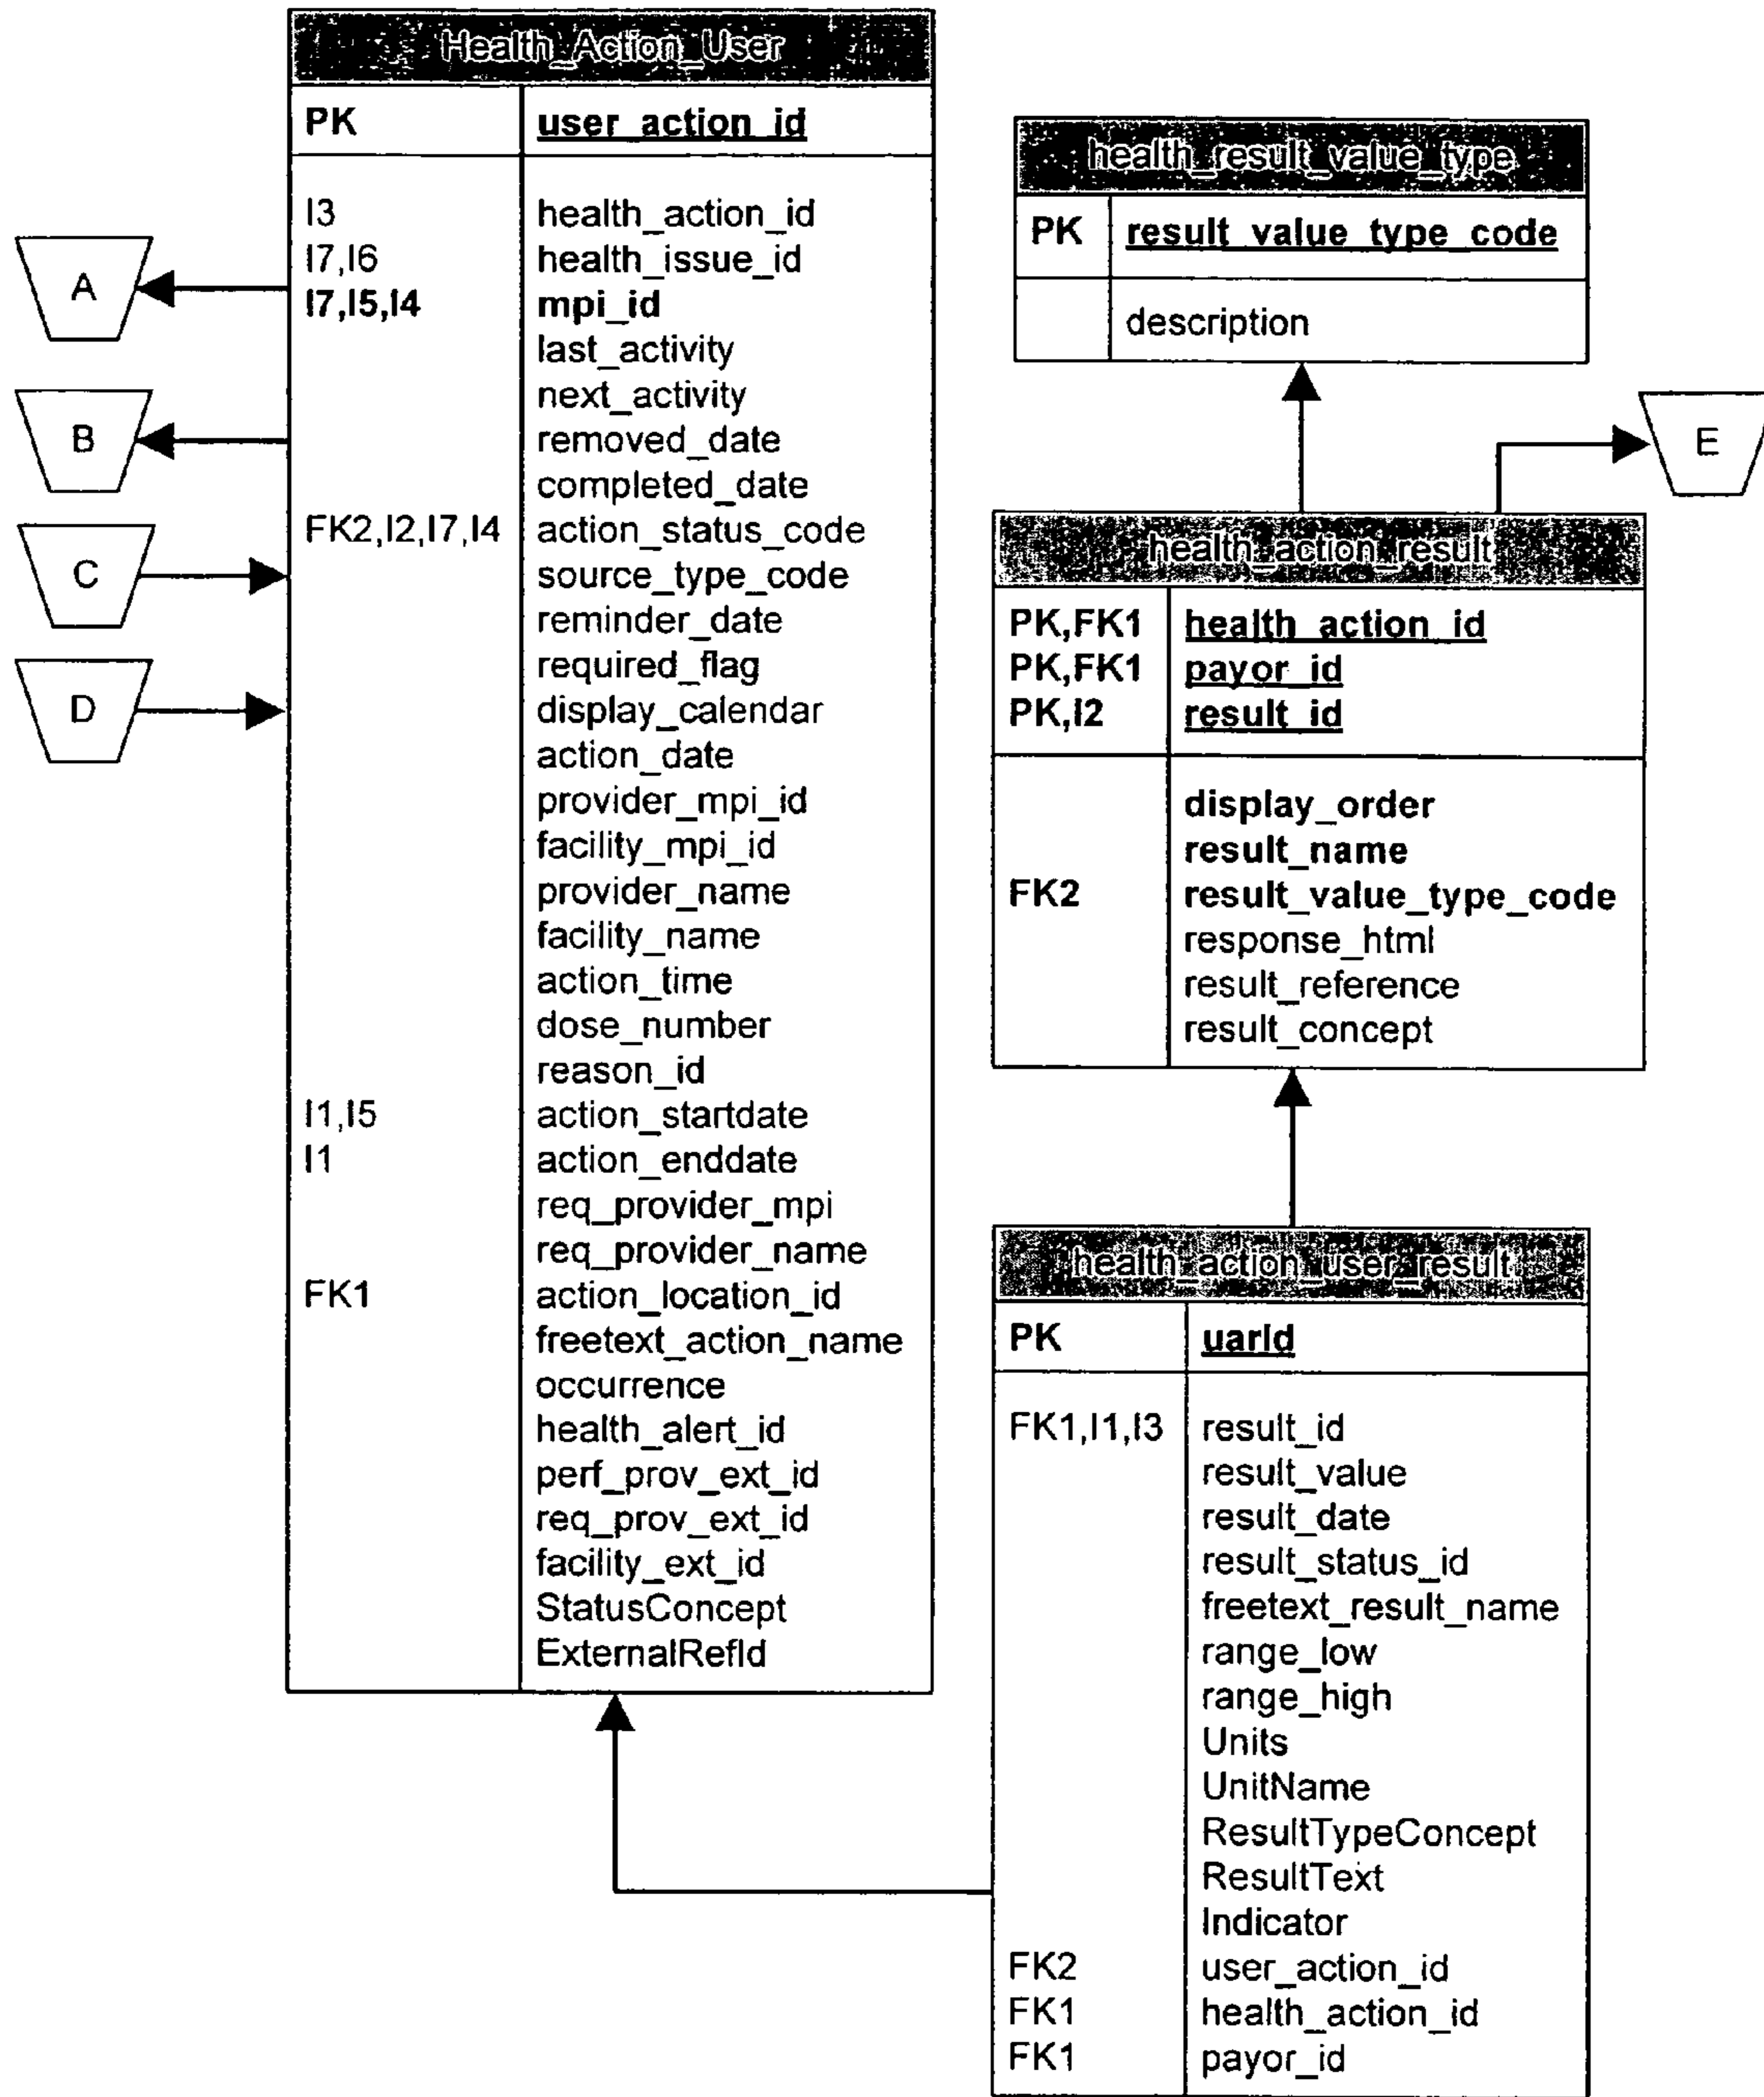 Health_Action_User
PK user_action_id
I3 health_action_id
I7,I6 health_issue_id
I7,I5,I4 mpi_id
last_activity
next_activity
removed_date
completed_date
FK2,I2,I7,I4 action_status_code
source_type_code
reminder_date
required_flag
display_calendar
action_date
provider_mpi_id
facility_mpi_id
provider_name
facility_name
action_time
dose_number
reason_id
I1,I5 action_startdate
I1 action_enddate
req_provider_mpi
req_provider_name
FK1 action_location_id
freetext_action_name
occurrence
health_alert_id
perf_prov_ext_id
req_prov_ext_id
facility_ext_id
StatusConcept
ExternalRefId
A
B
C
D
health_result_value_type
PK result_value_type_code
description
E
health_action_result
PK,FK1 health_action_id
PK,FK1 payor_id
PK,I2 result_id
display_order
result_name
FK2 result_value_type_code
response_html
result_reference
result_concept
health_action_user_result
PK uarId
FK1,I1,I3 result_id
result_value
result_date
result_status_id
freetext_result_name
range_low
range_high
Units
UnitName
ResultTypeConcept
ResultText
Indicator
FK2 user_action_id
FK1 health_action_id
FK1 payor_id